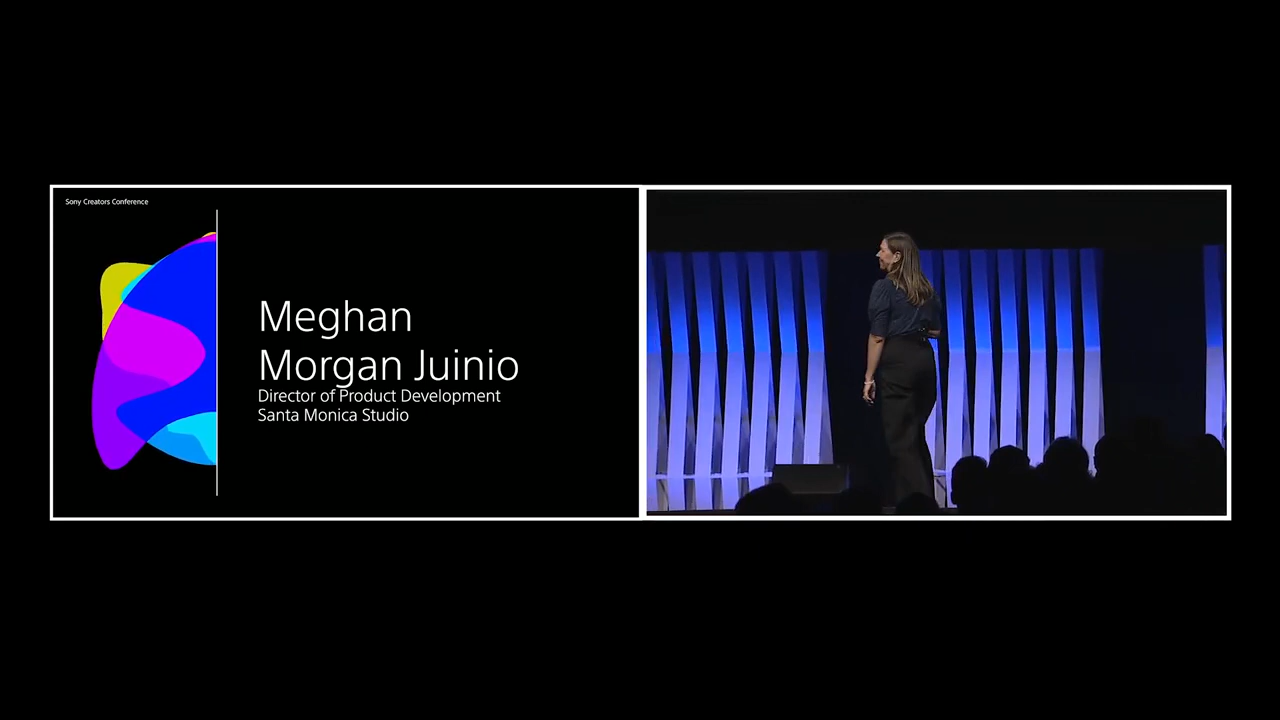 Sony Creators Conference
Meghan
Morgan Juinio
Director of Product Development
Santa Monica Studio